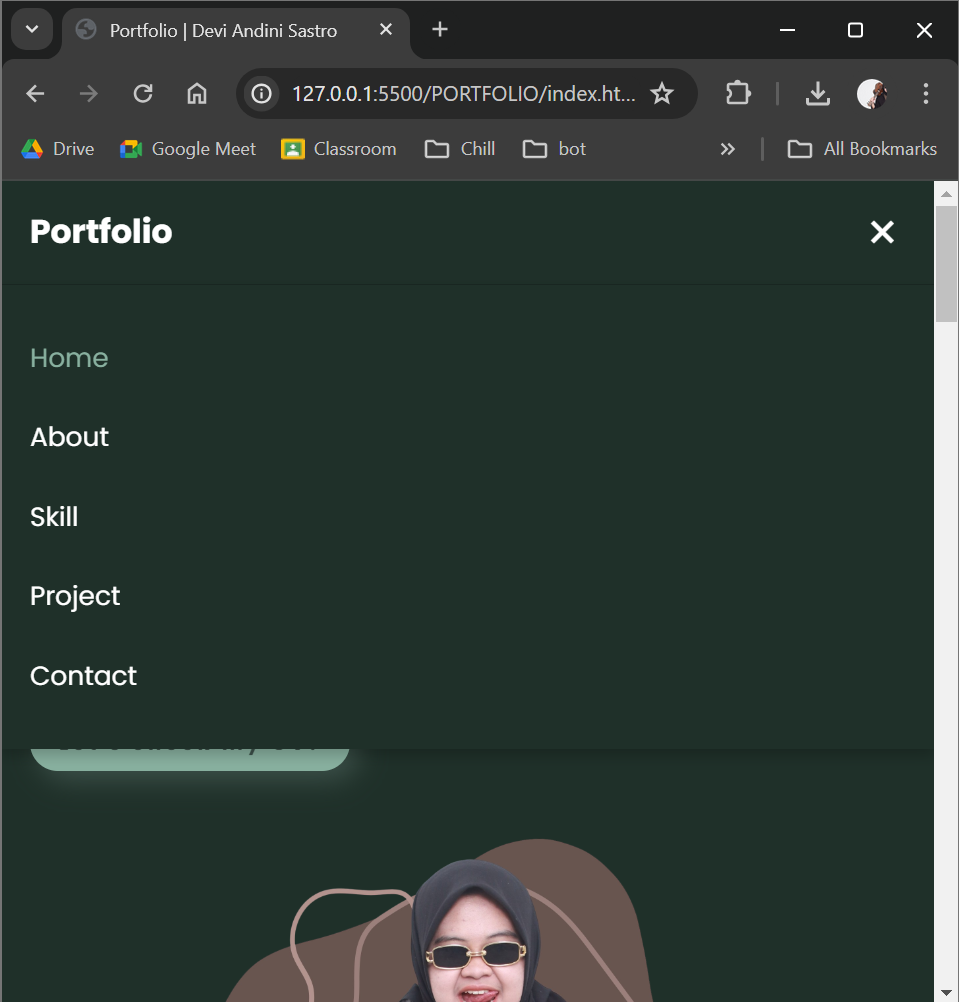 Portfolio | Devi Andini Sastro
127.0.0.1:5500/PORTFOLIO/index.ht...
Drive Google Meet Classroom Chill bot All Bookmarks
Portfolio
Home
About
Skill
Project
Contact